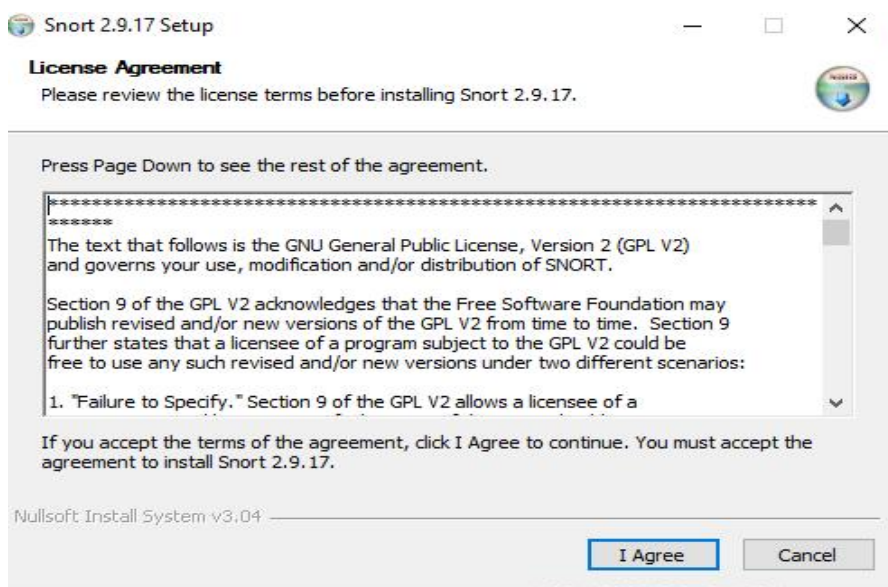 Snort 2.9.17 Setup
License Agreement
Please review the license terms before installing Snort 2.9.17.
Press Page Down to see the rest of the agreement.
************************************************************************
******
The text that follows is the GNU General Public License, Version 2 (GPL V2)
and governs your use, modification and/or distribution of SNORT.
Section 9 of the GPL V2 acknowledges that the Free Software Foundation may
publish revised and/or new versions of the GPL V2 from time to time.  Section 9
further states that a licensee of a program subject to the GPL V2 could be
free to use any such revised and/or new versions under two different scenarios:
1. "Failure to Specify." Section 9 of the GPL V2 allows a licensee of a
If you accept the terms of the agreement, click I Agree to continue. You must accept the
agreement to install Snort 2.9.17.
Nullsoft Install System v3.04
I Agree
Cancel